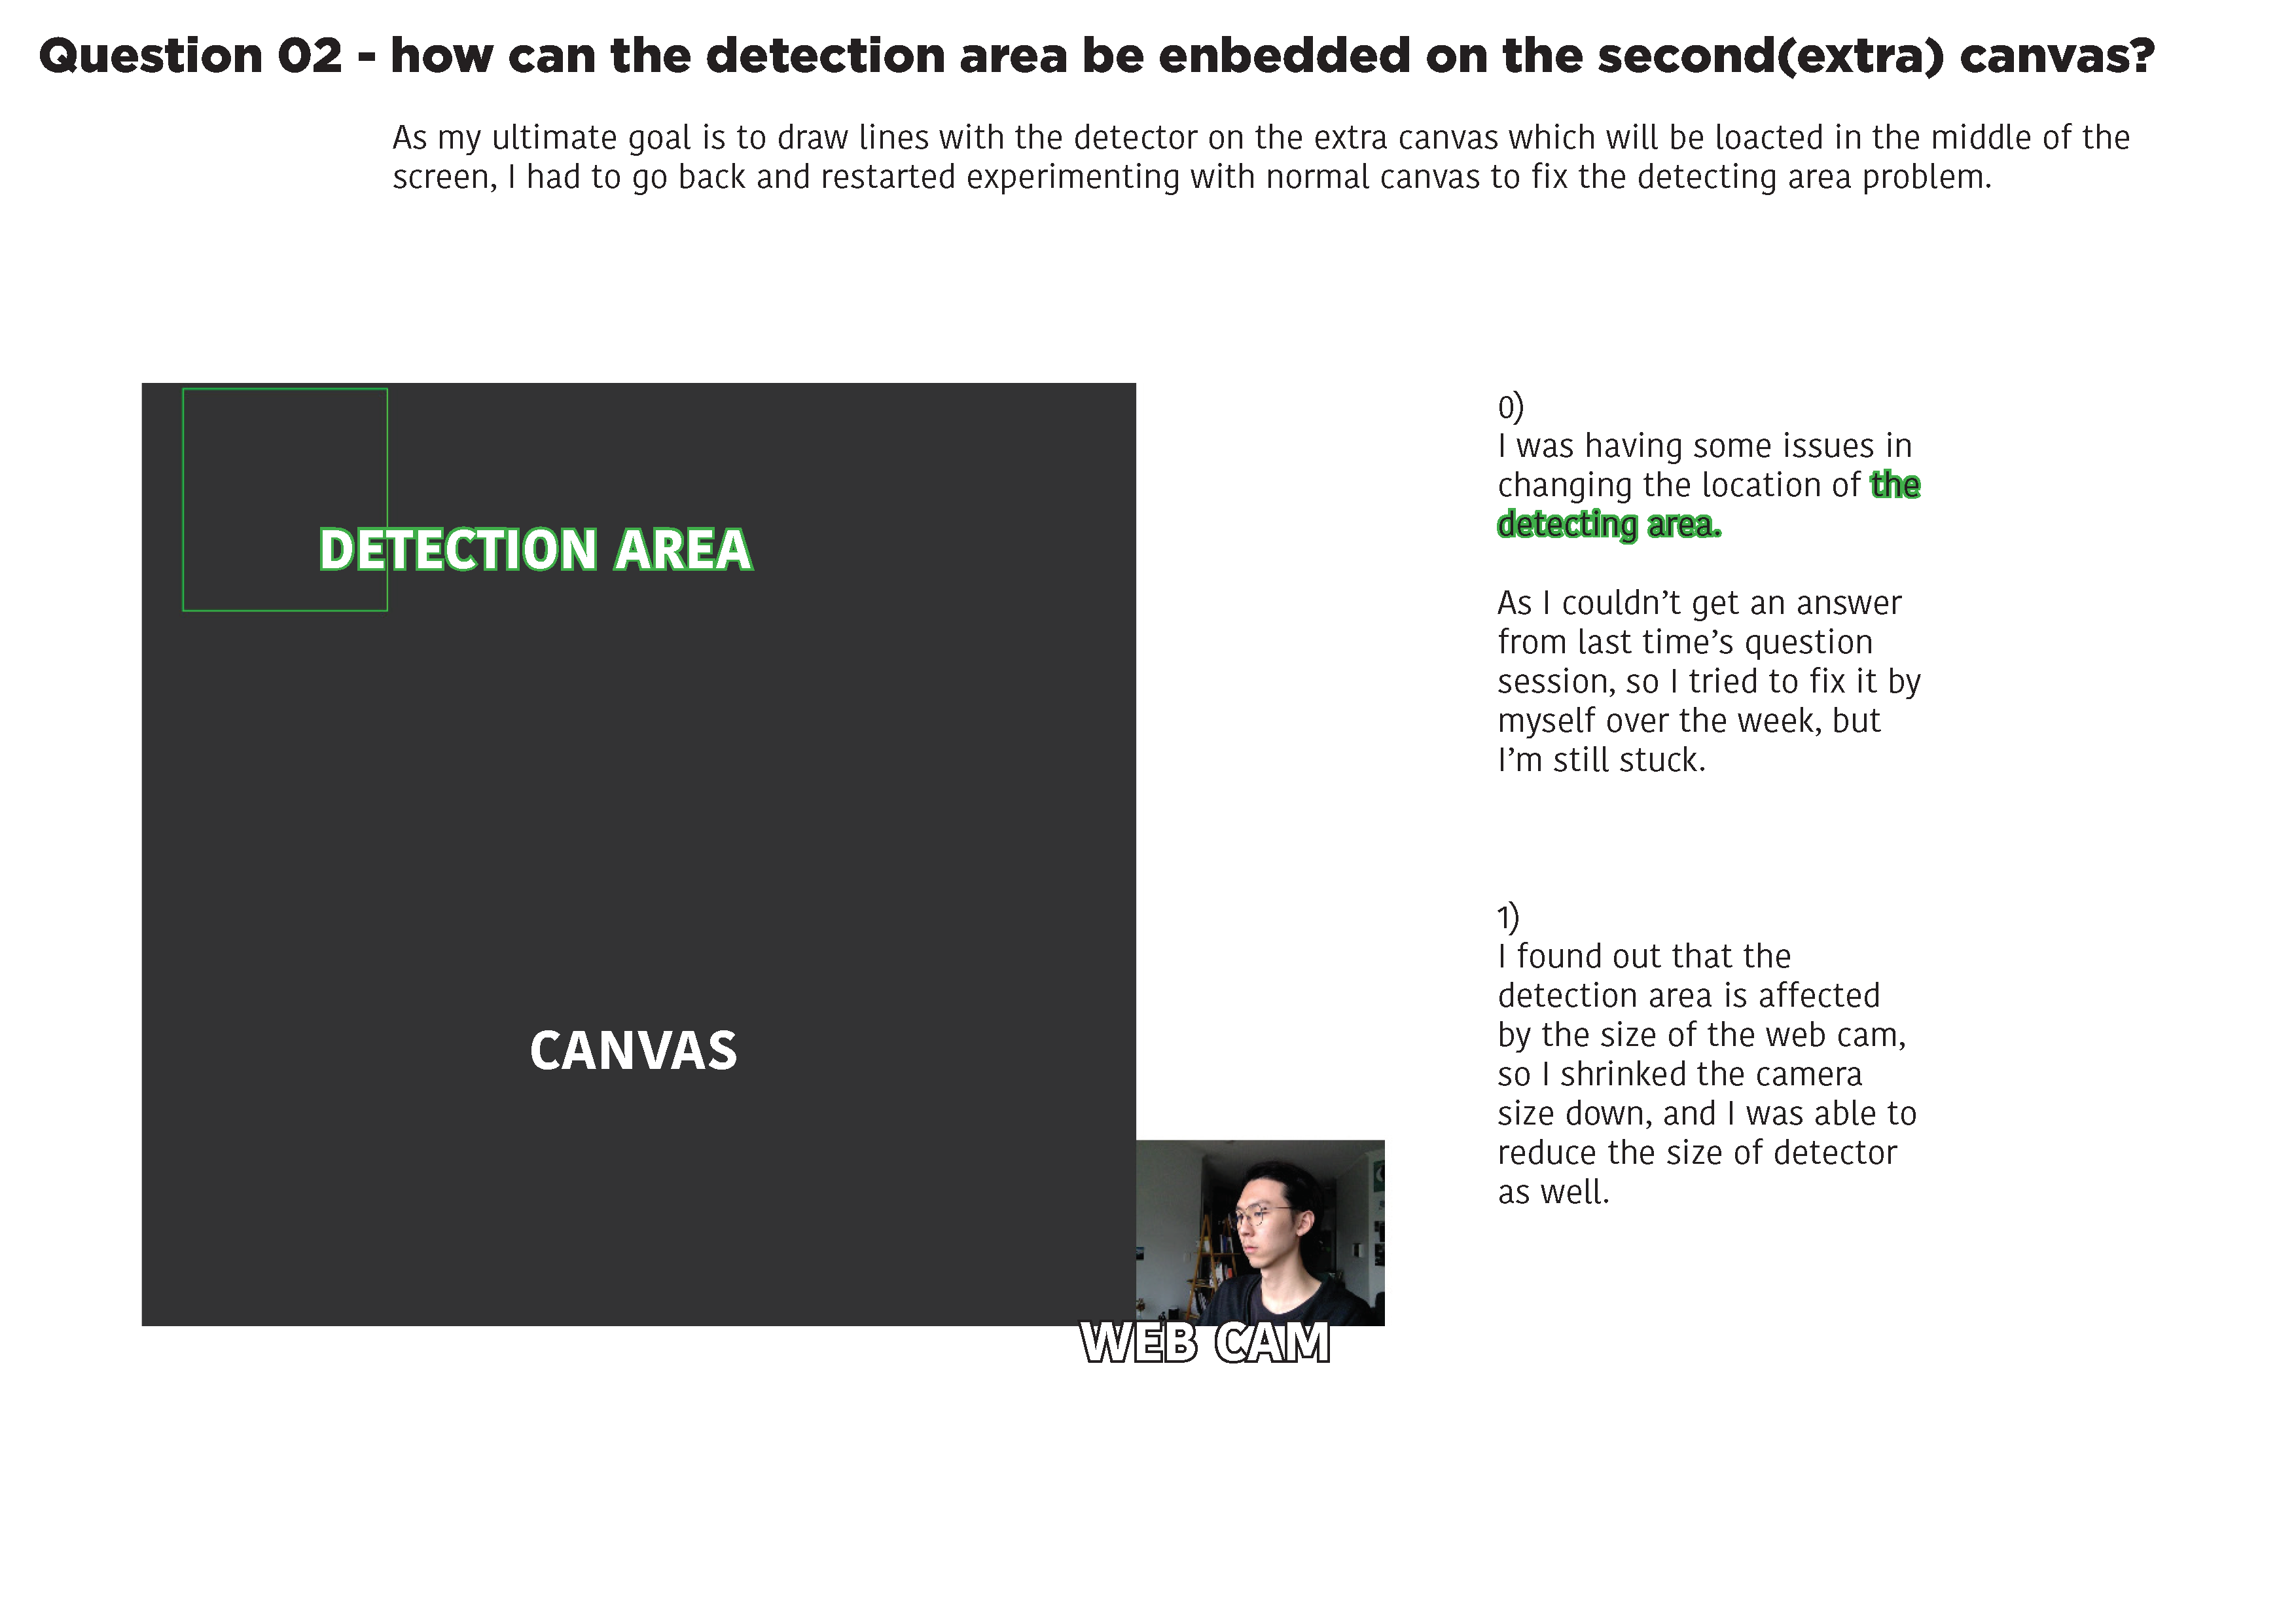 Question 02 - how can the detection area be enbedded on the second(extra) canvas?
As my ultimate goal is to draw lines with the detector on the extra canvas which will be loacted in the middle of the
screen, I had to go back and restarted experimenting with normal canvas to fix the detecting area problem.
DETECTION AREA
CANVAS
WEB CAM
0)
I was having some issues in
changing the location of the
detecting area.
As I couldn’t get an answer
from last time’s question
session, so I tried to fix it by
myself over the week, but
I’m still stuck.
1)
I found out that the
detection area is affected
by the size of the web cam,
so I shrinked the camera
size down, and I was able to
reduce the size of detector
as well.